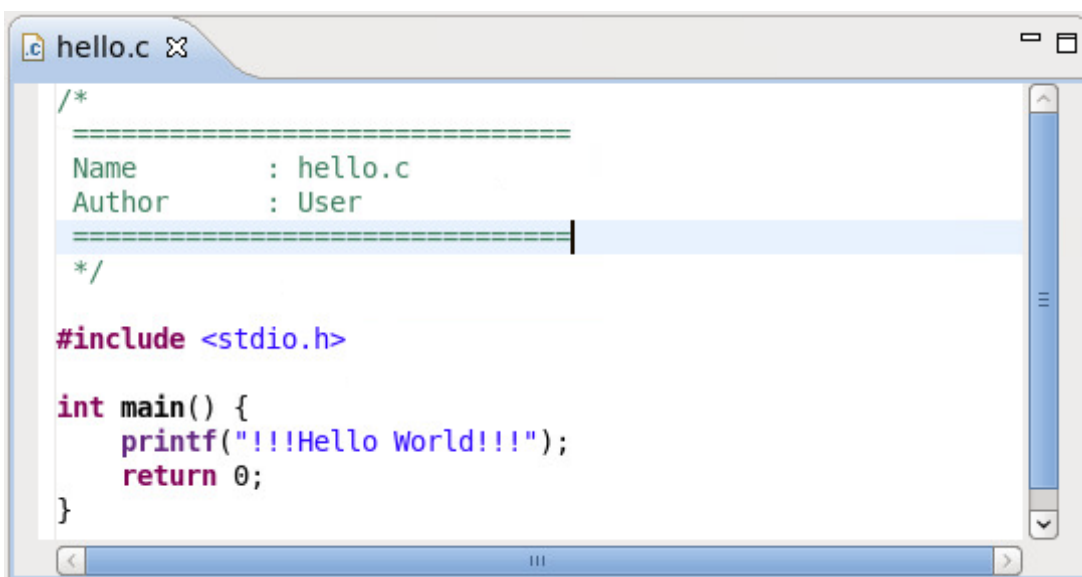 hello.c
/*
===============================
Name        : hello.c
Author      : User
===============================
*/
#include <stdio.h>
int main() {
    printf("!!!Hello World!!!");
    return 0;
}